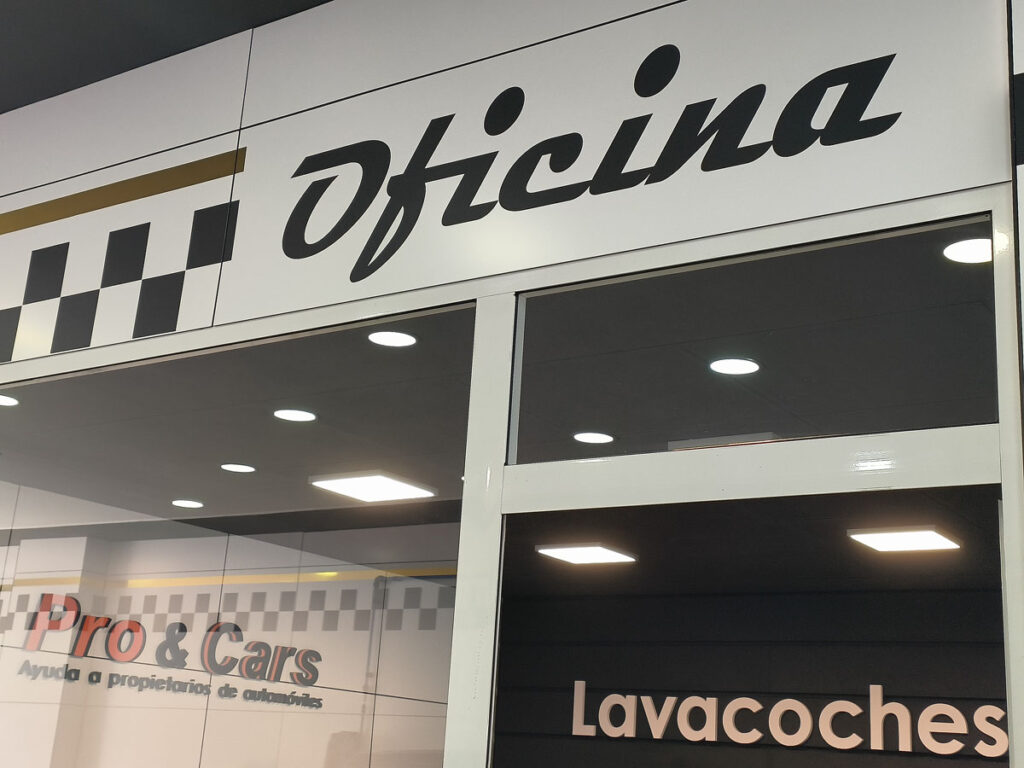 Oficina
Pro & Cars
Ayuda a propietarios de automóviles
Lavacoches